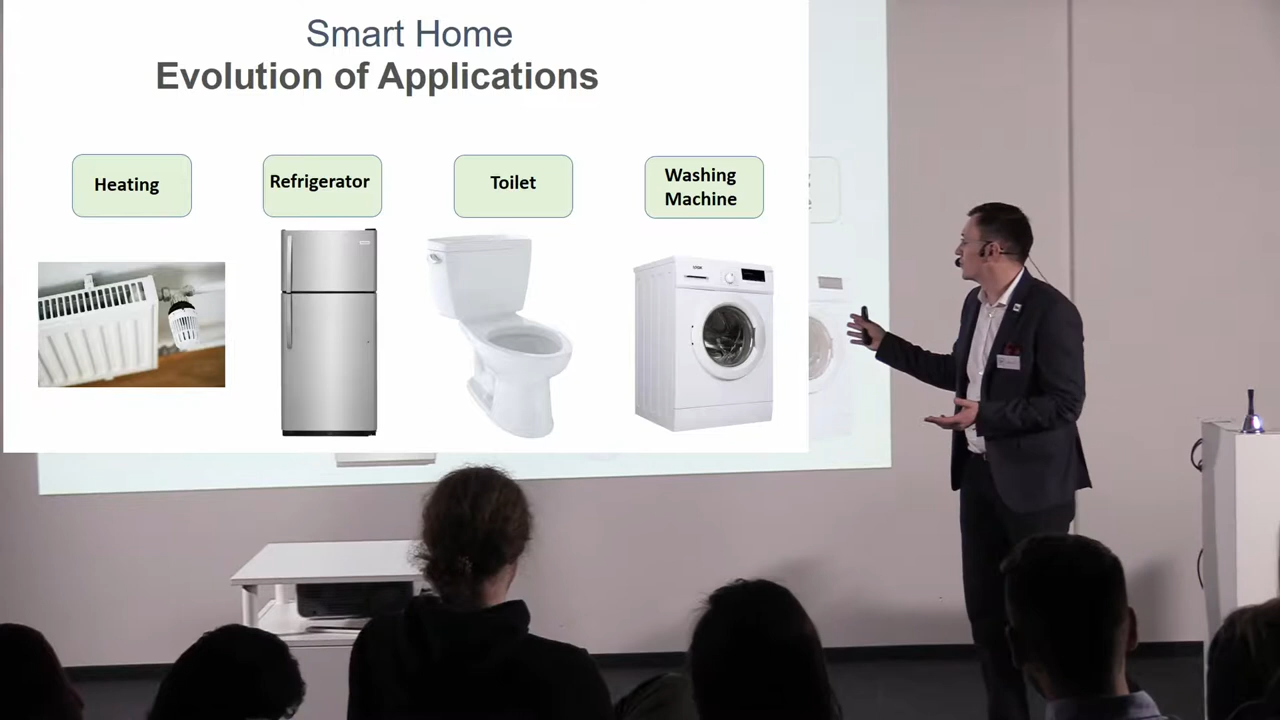 Smart Home
Evolution of Applications
Heating
Refrigerator
Toilet
Washing
Machine